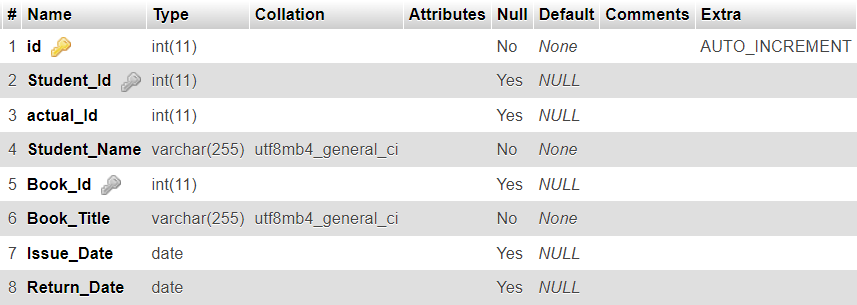 # Name Type Collation Attributes Null Default Comments Extra
1 id int(11) No None AUTO_INCREMENT
2 Student_Id int(11) Yes NULL
3 actual_Id int(11) Yes NULL
4 Student_Name varchar(255) utf8mb4_general_ci No None
5 Book_Id int(11) Yes NULL
6 Book_Title varchar(255) utf8mb4_general_ci No None
7 Issue_Date date Yes NULL
8 Return_Date date Yes NULL